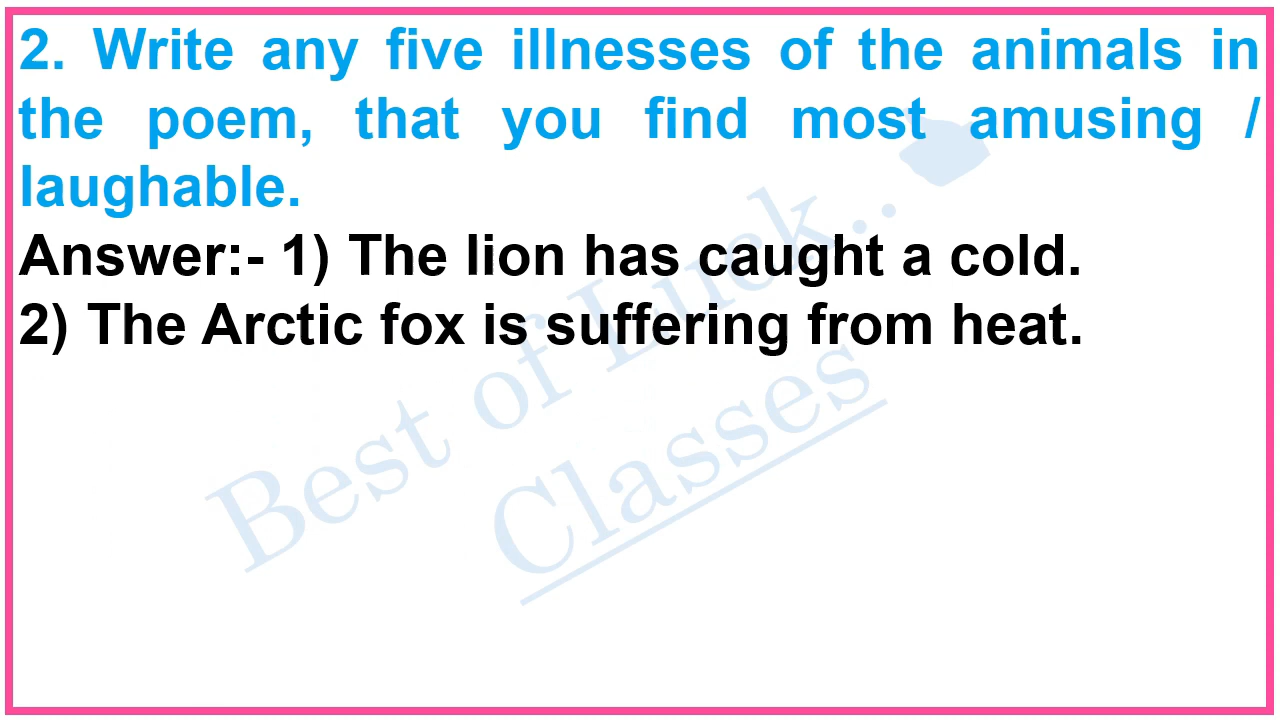 2. Write any five illnesses of the animals in
the poem, that you find most amusing /
laughable.
Answer:- 1) The lion has caught a cold.
2) The Arctic fox is suffering from heat.
Best of Luck..
Classes